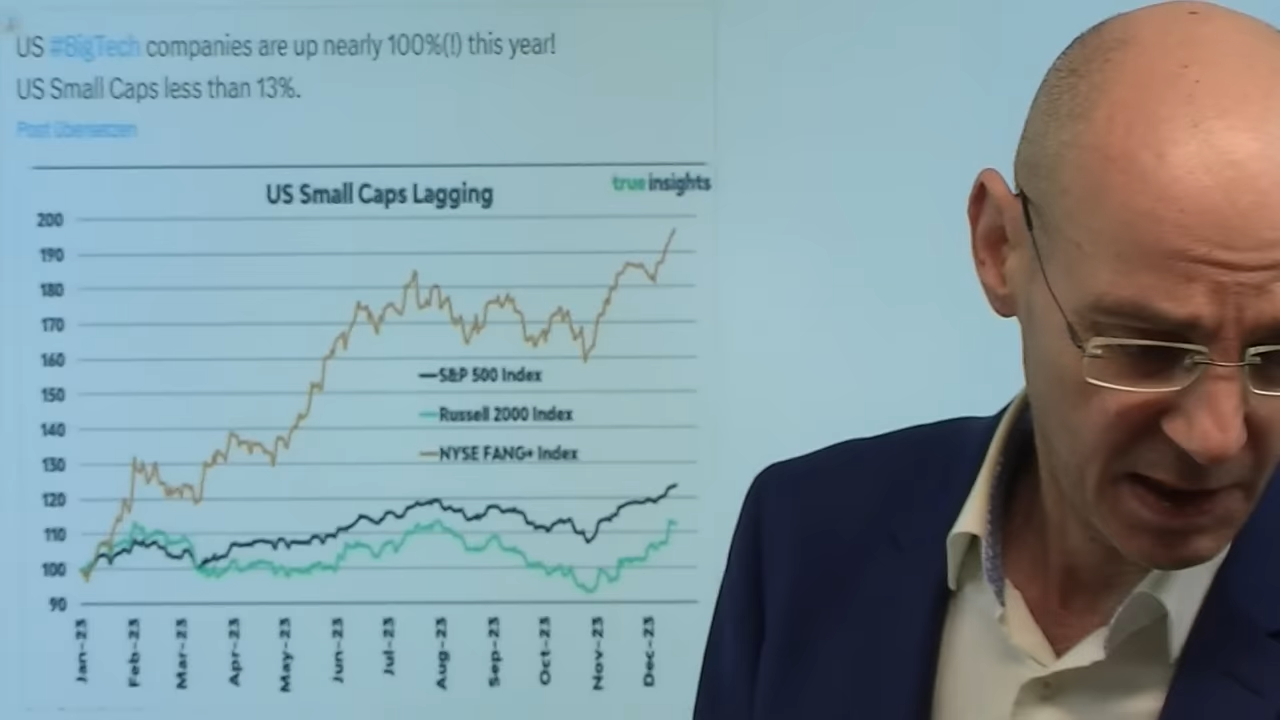 US #BigTech companies are up nearly 100%(!) this year!
US Small Caps less than 13%.
Post übersetzen
US Small Caps Lagging
true insights
200
190
180
170
160
150
140
130
120
110
100
90
S&P 500 Index
Russell 2000 Index
NYSE FANG+ Index
Jan-23
Feb-23
Mar-23
Apr-23
May-23
Jun-23
Jul-23
Aug-23
Sep-23
Oct-23
Nov-23
Dec-23